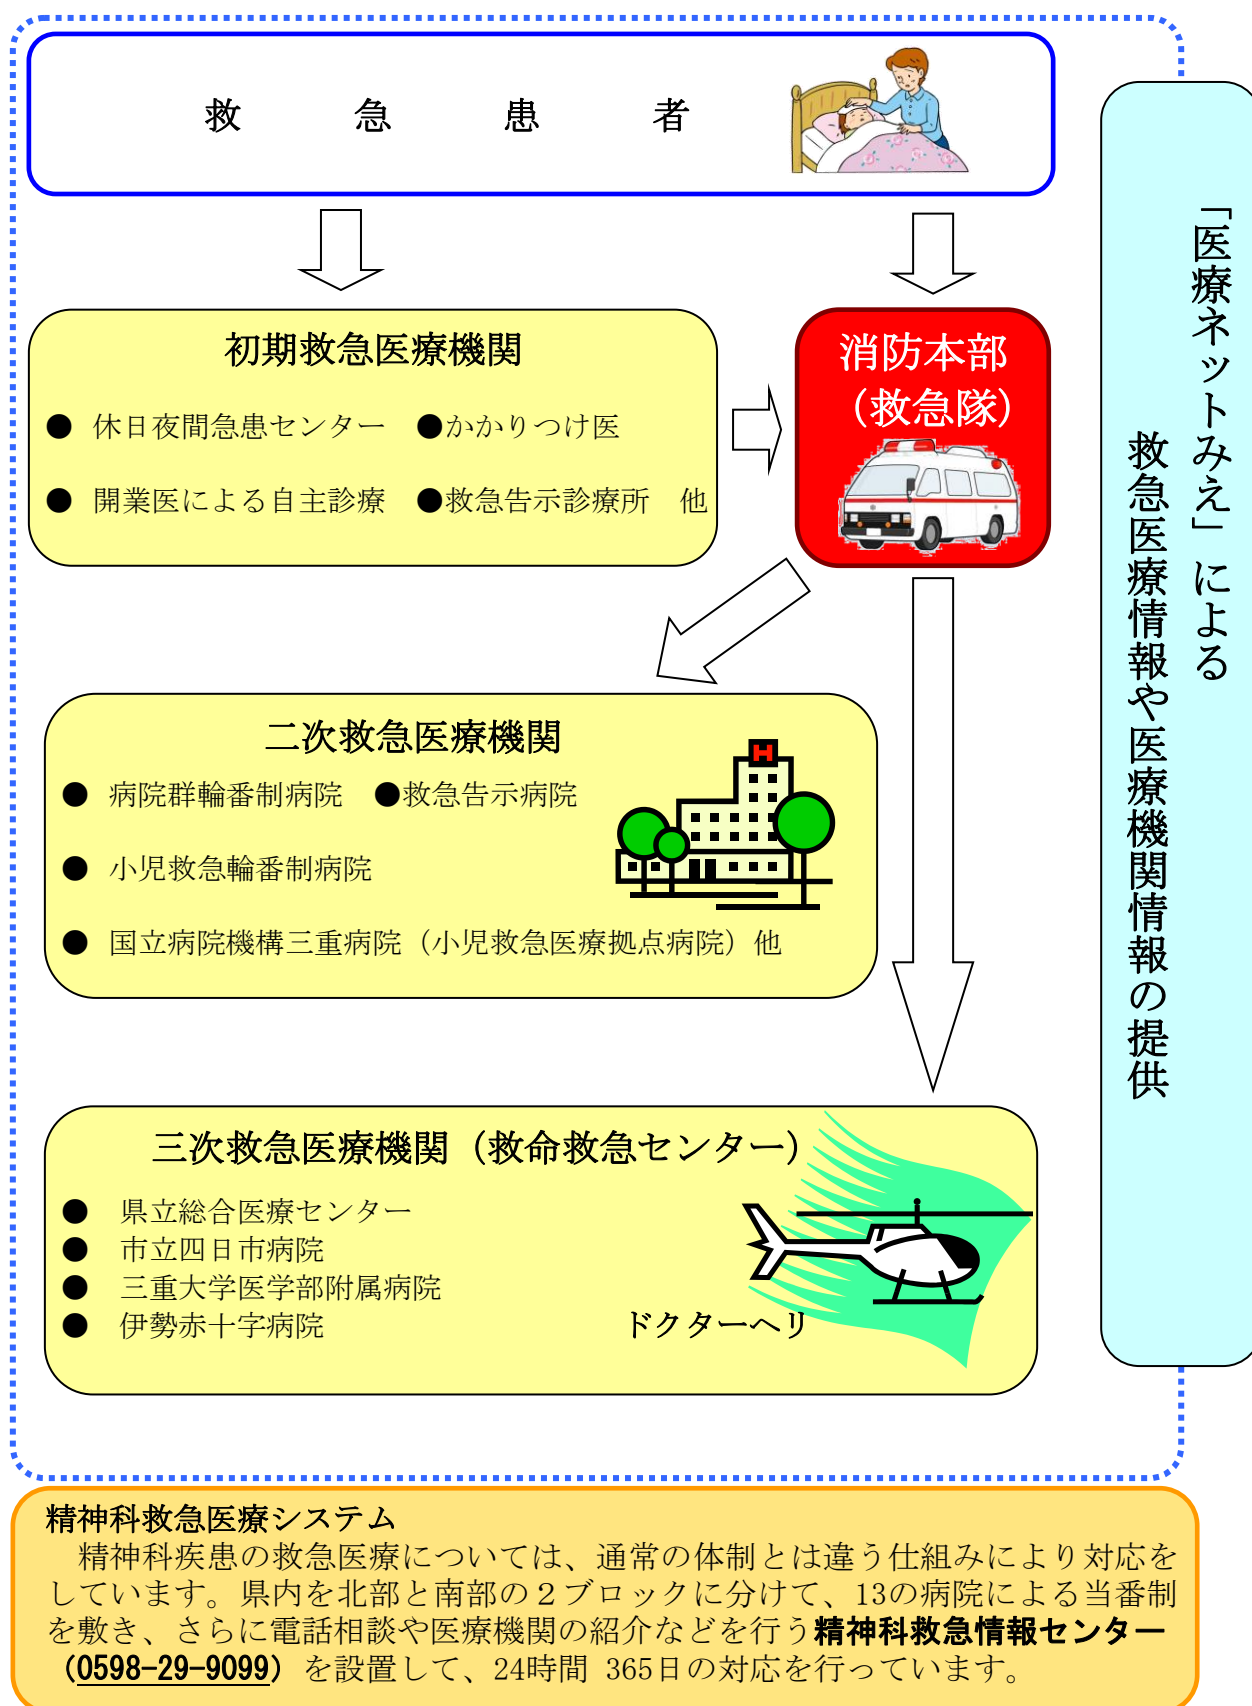 救急患者
初期救急医療機関
● 休日夜間急患センター ●かかりつけ医
● 開業医による自主診療 ●救急告示診療所 他
消防本部
（救急隊）
二次救急医療機関
● 病院群輪番制病院 ●救急告示病院
● 小児救急輪番制病院
● 国立病院機構三重病院（小児救急医療拠点病院）他
H
三次救急医療機関（救命救急センター）
● 県立総合医療センター
● 市立四日市病院
● 三重大学医学部附属病院
● 伊勢赤十字病院
ドクターヘリ
「医療ネットみえ」による
救急医療情報や医療機関情報の提供
精神科救急医療システム
精神科疾患の救急医療については、通常の体制とは違う仕組みにより対応を
しています。県内を北部と南部の２ブロックに分けて、13の病院による当番制
を敷き、さらに電話相談や医療機関の紹介などを行う精神科救急情報センター
（0598-29-9099）を設置して、24時間 365日の対応を行っています。